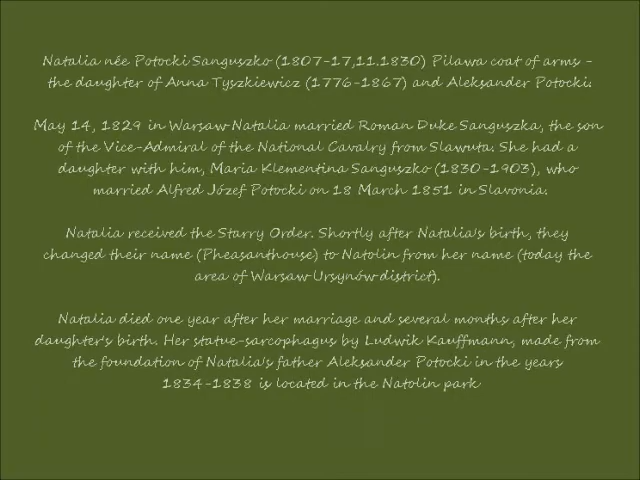 Natalia née Potocki Sanguszko (1807-17,11.1830) Pilawa coat of arms -
the daughter of Anna Tyszkiewicz (1776-1867) and Aleksander Potocki.
May 14, 1829 in Warsaw Natalia married Roman Duke Sanguszka, the son
of the Vice-Admiral of the National Cavalry from Slawuta. She had a
daughter with him, Maria Klementina Sanguszko (1830-1903), who
married Alfred Józef Potocki on 18 March 1851 in Slavonia.
Natalia received the Starry Order. Shortly after Natalia's birth, they
changed their name (Pheasanthouse) to Natolin from her name (today the
area of Warsaw Ursynów district).
Natalia died one year after her marriage and several months after her
daughter's birth. Her statue-sarcophagus by Ludwik Kauffmann, made from
the foundation of Natalia's father Aleksander Potocki in the years
1834-1838 is located in the Natolin park